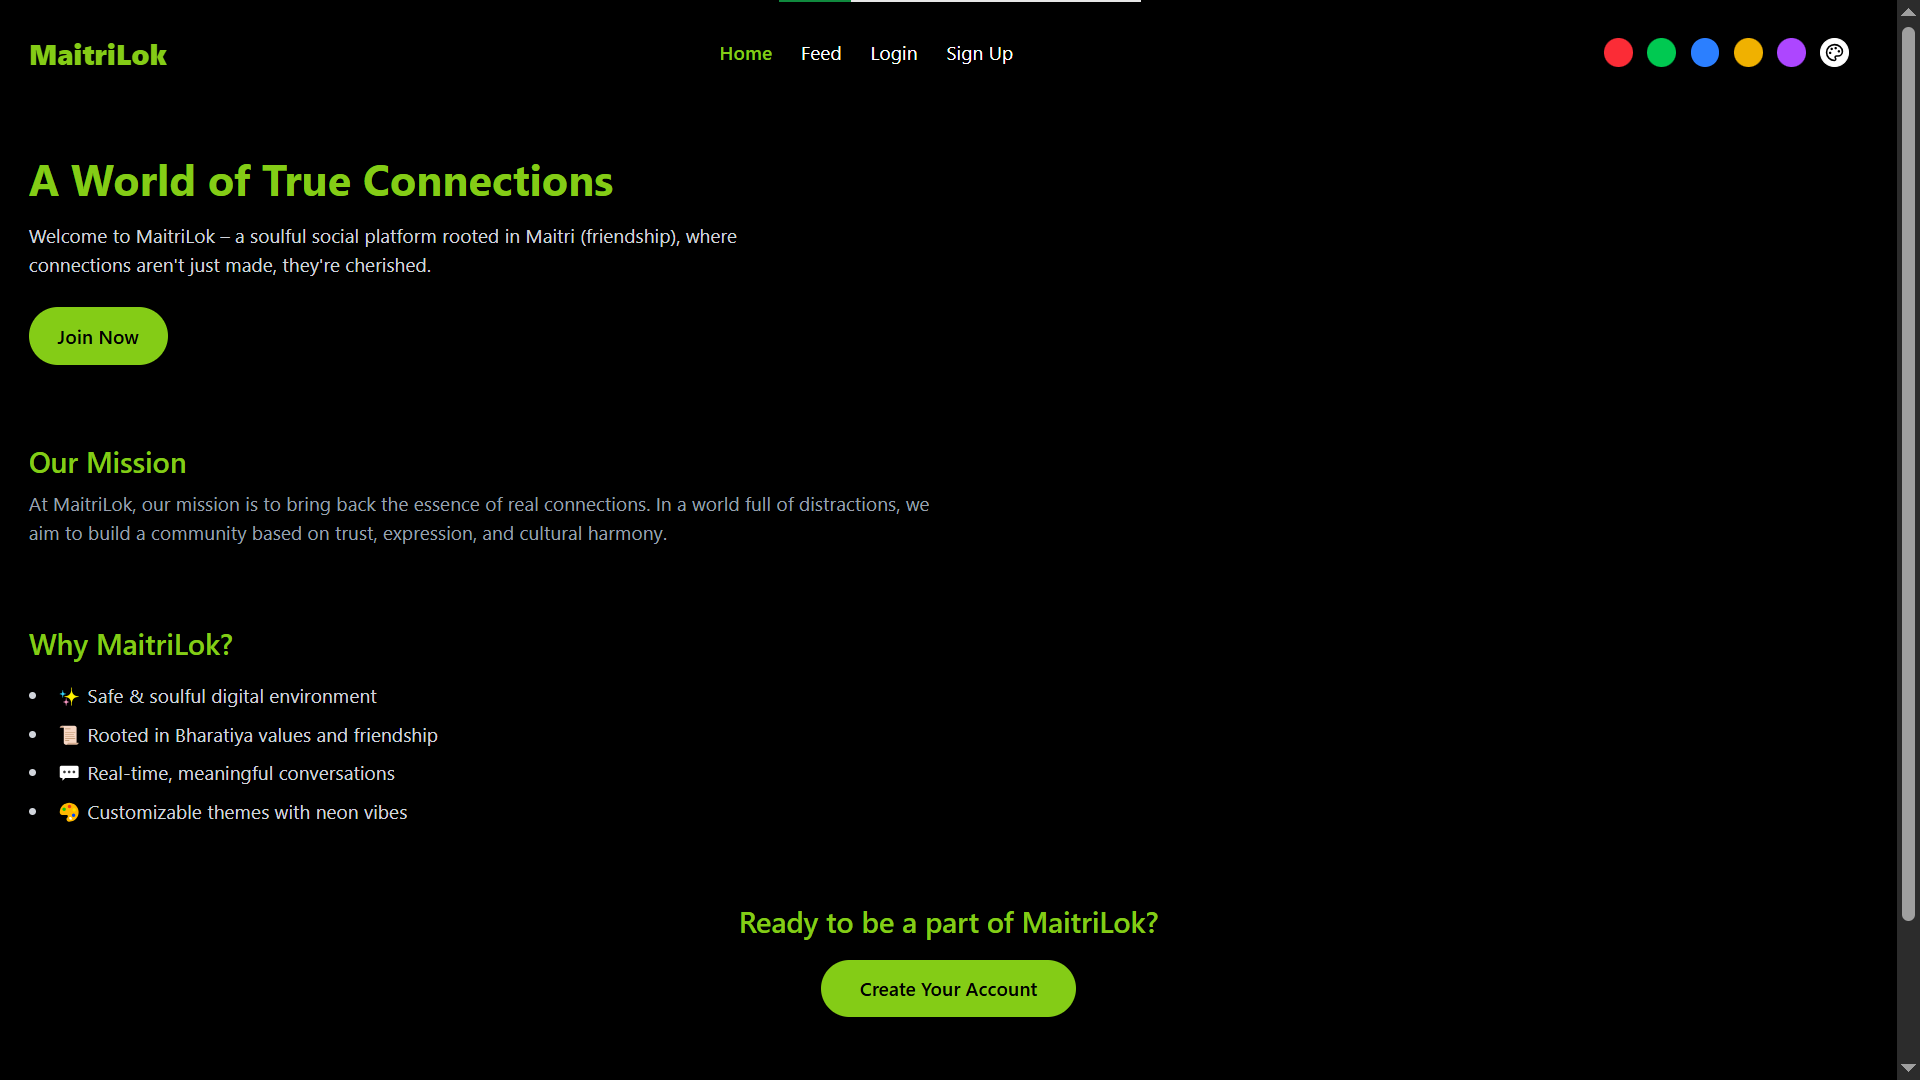 MaitriLok
Home Feed Login Sign Up
A World of True Connections
Welcome to MaitriLok – a soulful social platform rooted in Maitri (friendship), where
connections aren't just made, they're cherished.
Join Now
Our Mission
At MaitriLok, our mission is to bring back the essence of real connections. In a world full of distractions, we
aim to build a community based on trust, expression, and cultural harmony.
Why MaitriLok?
• ✨ Safe & soulful digital environment
• 📜 Rooted in Bharatiya values and friendship
• 💬 Real-time, meaningful conversations
• 🎨 Customizable themes with neon vibes
Ready to be a part of MaitriLok?
Create Your Account